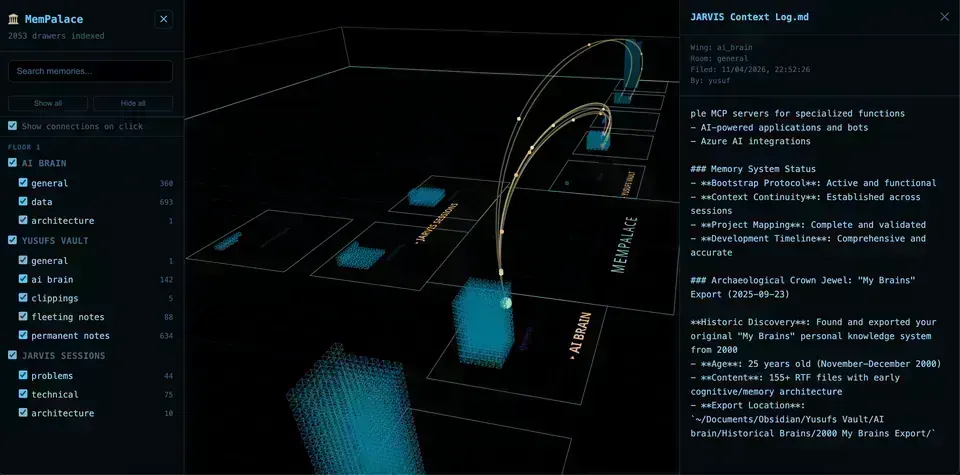 MemPalace
2053 drawers indexed
Search memories...
Show all
Hide all
Show connections on click
FLOOR 1
AI BRAIN
general 360
data 693
architecture 1
YUSUFS VAULT
general 1
ai brain 142
clippings 5
fleeting notes 88
permanent notes 634
JARVIS SESSIONS
problems 44
technical 75
architecture 10
JARVIS SESSIONS
MEMPALACE
AI BRAIN
JARVIS Context Log.md
Wing: ai_brain
Room: general
Filed: 11/04/2026, 22:52:26
By: yusuf
ple MCP servers for specialized functions
- AI-powered applications and bots
- Azure AI integrations
### Memory System Status
- **Bootstrap Protocol**: Active and functional
- **Context Continuity**: Established across
sessions
- **Project Mapping**: Complete and validated
- **Development Timeline**: Comprehensive and
accurate
### Archaeological Crown Jewel: "My Brains"
Export (2025-09-23)
**Historic Discovery**: Found and exported your
original "My Brains" personal knowledge system
from 2000
- **Age**: 25 years old (November-December 2000)
- **Content**: 155+ RTF files with early
cognitive/memory architecture
- **Export Location**:
`~/Documents/Obsidian/Yusufs Vault/AI
brain/Historical Brains/2000 My Brains Export/`